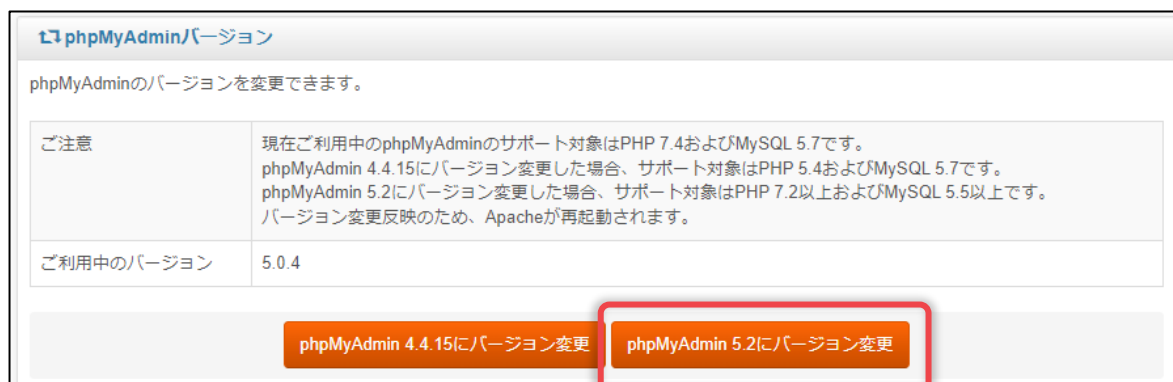 phpMyAdminバージョン
phpMyAdminのバージョンを変更できます。
ご注意
現在ご利用中のphpMyAdminのサポート対象はPHP 7.4およびMySQL 5.7です。
phpMyAdmin 4.4.15にバージョン変更した場合、サポート対象はPHP 5.4およびMySQL 5.7です。
phpMyAdmin 5.2にバージョン変更した場合、サポート対象はPHP 7.2以上およびMySQL 5.5以上です。
バージョン変更反映のため、Apacheが再起動されます。
ご利用中のバージョン
5.0.4
phpMyAdmin 4.4.15にバージョン変更
phpMyAdmin 5.2にバージョン変更